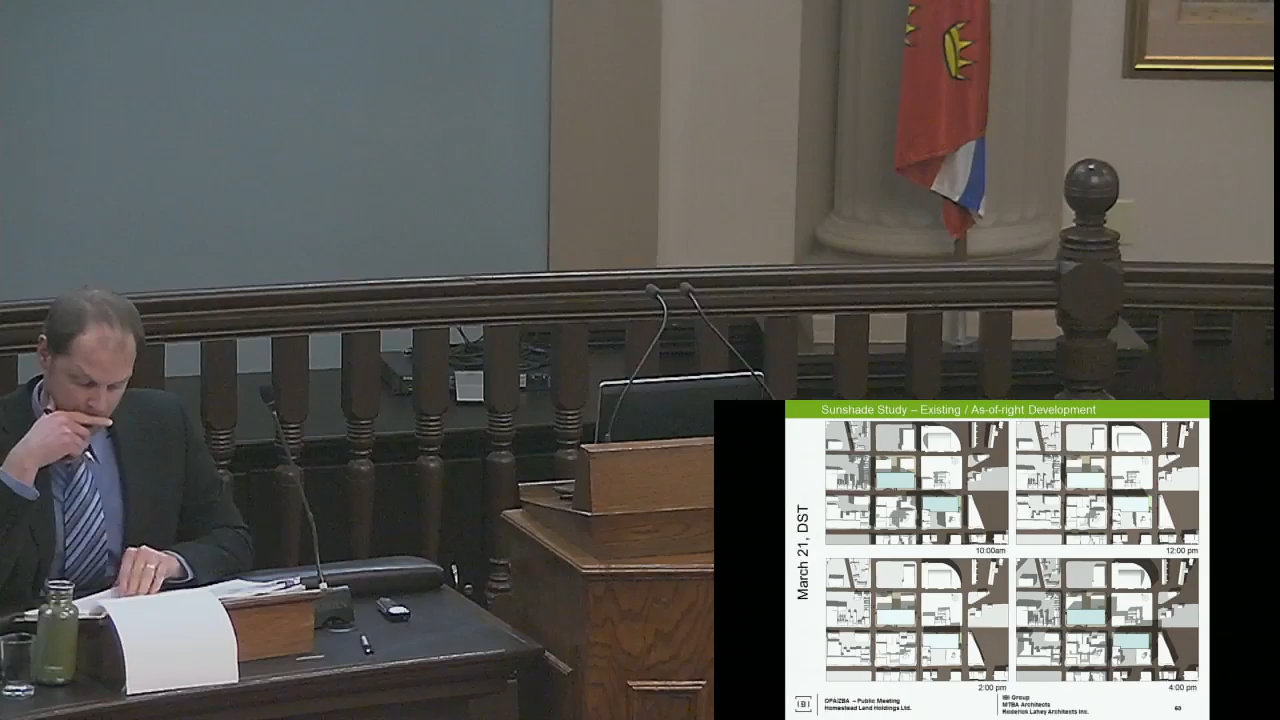 Sunshade Study – Existing / As-of-right Development
March 21, DST
10:00am
12:00 pm
2:00 pm
4:00 pm
IBI
OPA/ZBA – Public Meeting
Homestead Land Holdings Ltd.
IBI Group
MTBA Architects
Roderick Lahey Architects Inc.